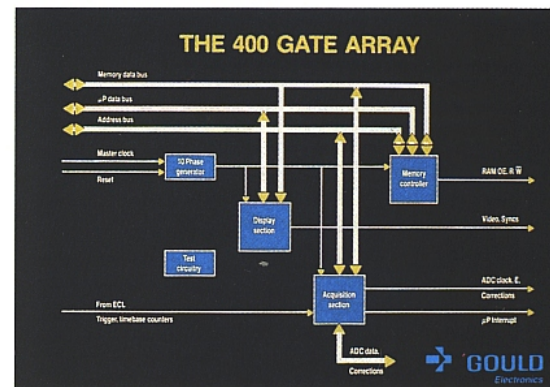 THE 400 GATE ARRAY
Memory data bus
µP data bus
Address bus
Master clock
Reset
10 Phase
generator
Memory
controller
RAM OE, R W̅
Display
section
Video, Syncs
Test
circuitry
Acquisition
section
ADC clock, E.
Corrections
From ECL
Trigger, timebase counters
µP Interrupt
ADC data,
Corrections
GOULD
Electronics